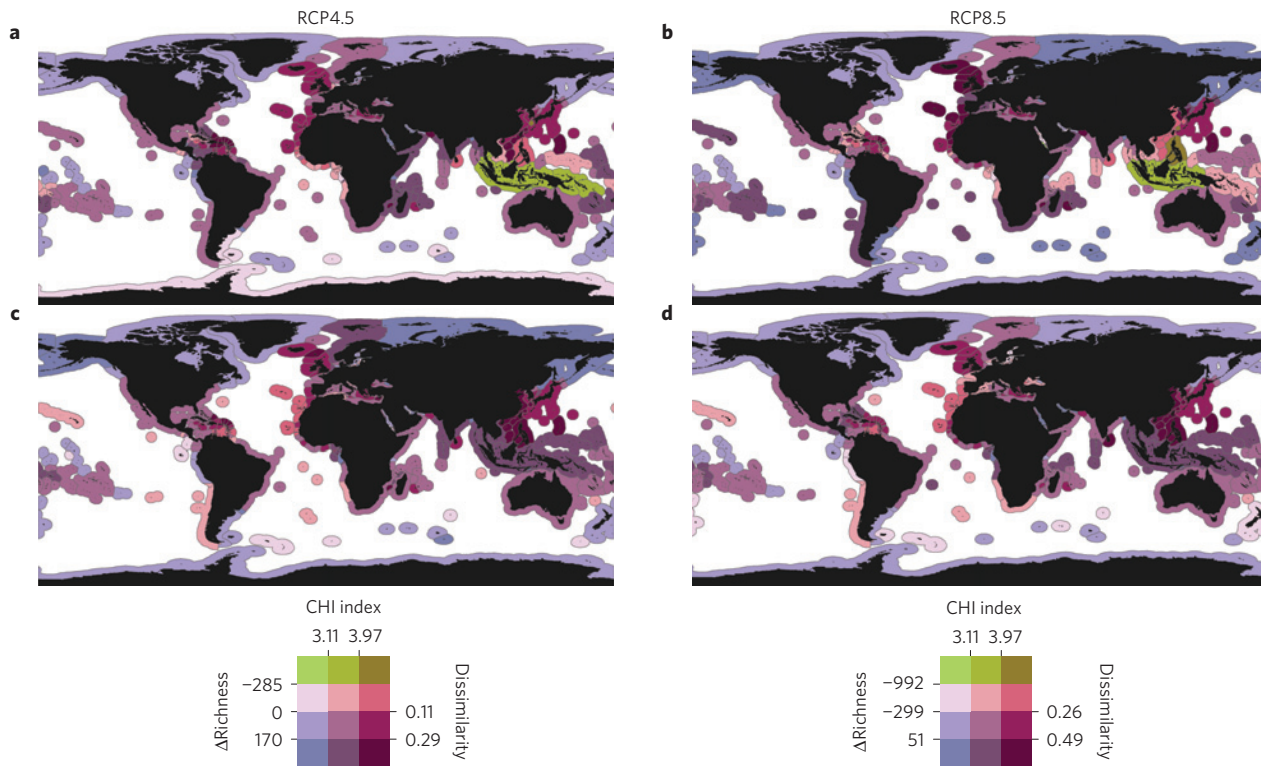 RCP4.5
RCP8.5
a
b
c
d
CHI index
3.11 3.97
ΔRichness
−285
0
170
0.11
0.29
Dissimilarity
CHI index
3.11 3.97
ΔRichness
−992
−299
51
0.26
0.49
Dissimilarity